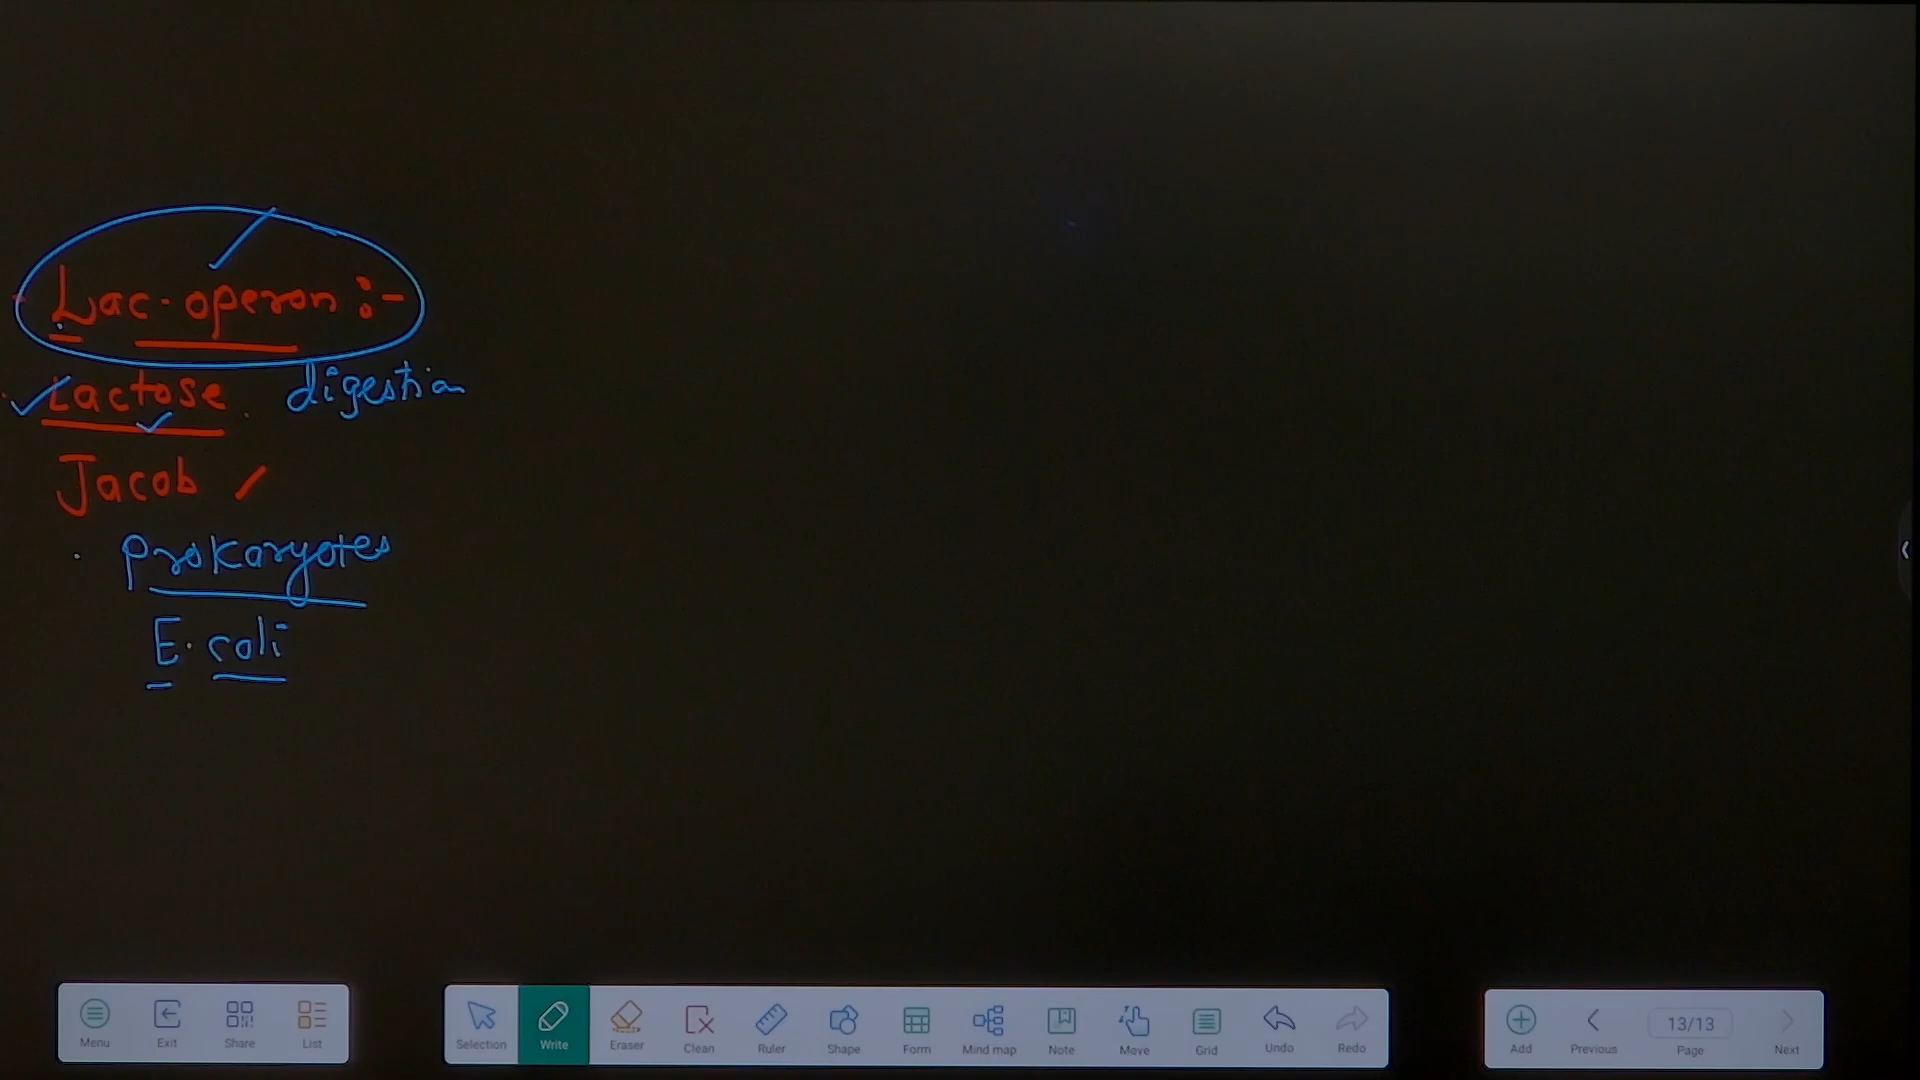 Lac-operon :-
Lactose. digestion
Jacob
prokaryotes
E. coli
Menu Exit Share List
Selection Write Eraser Clean Ruler Shape Form Mind map Note Move Grid Undo Redo
Add Previous 13/13 Page Next